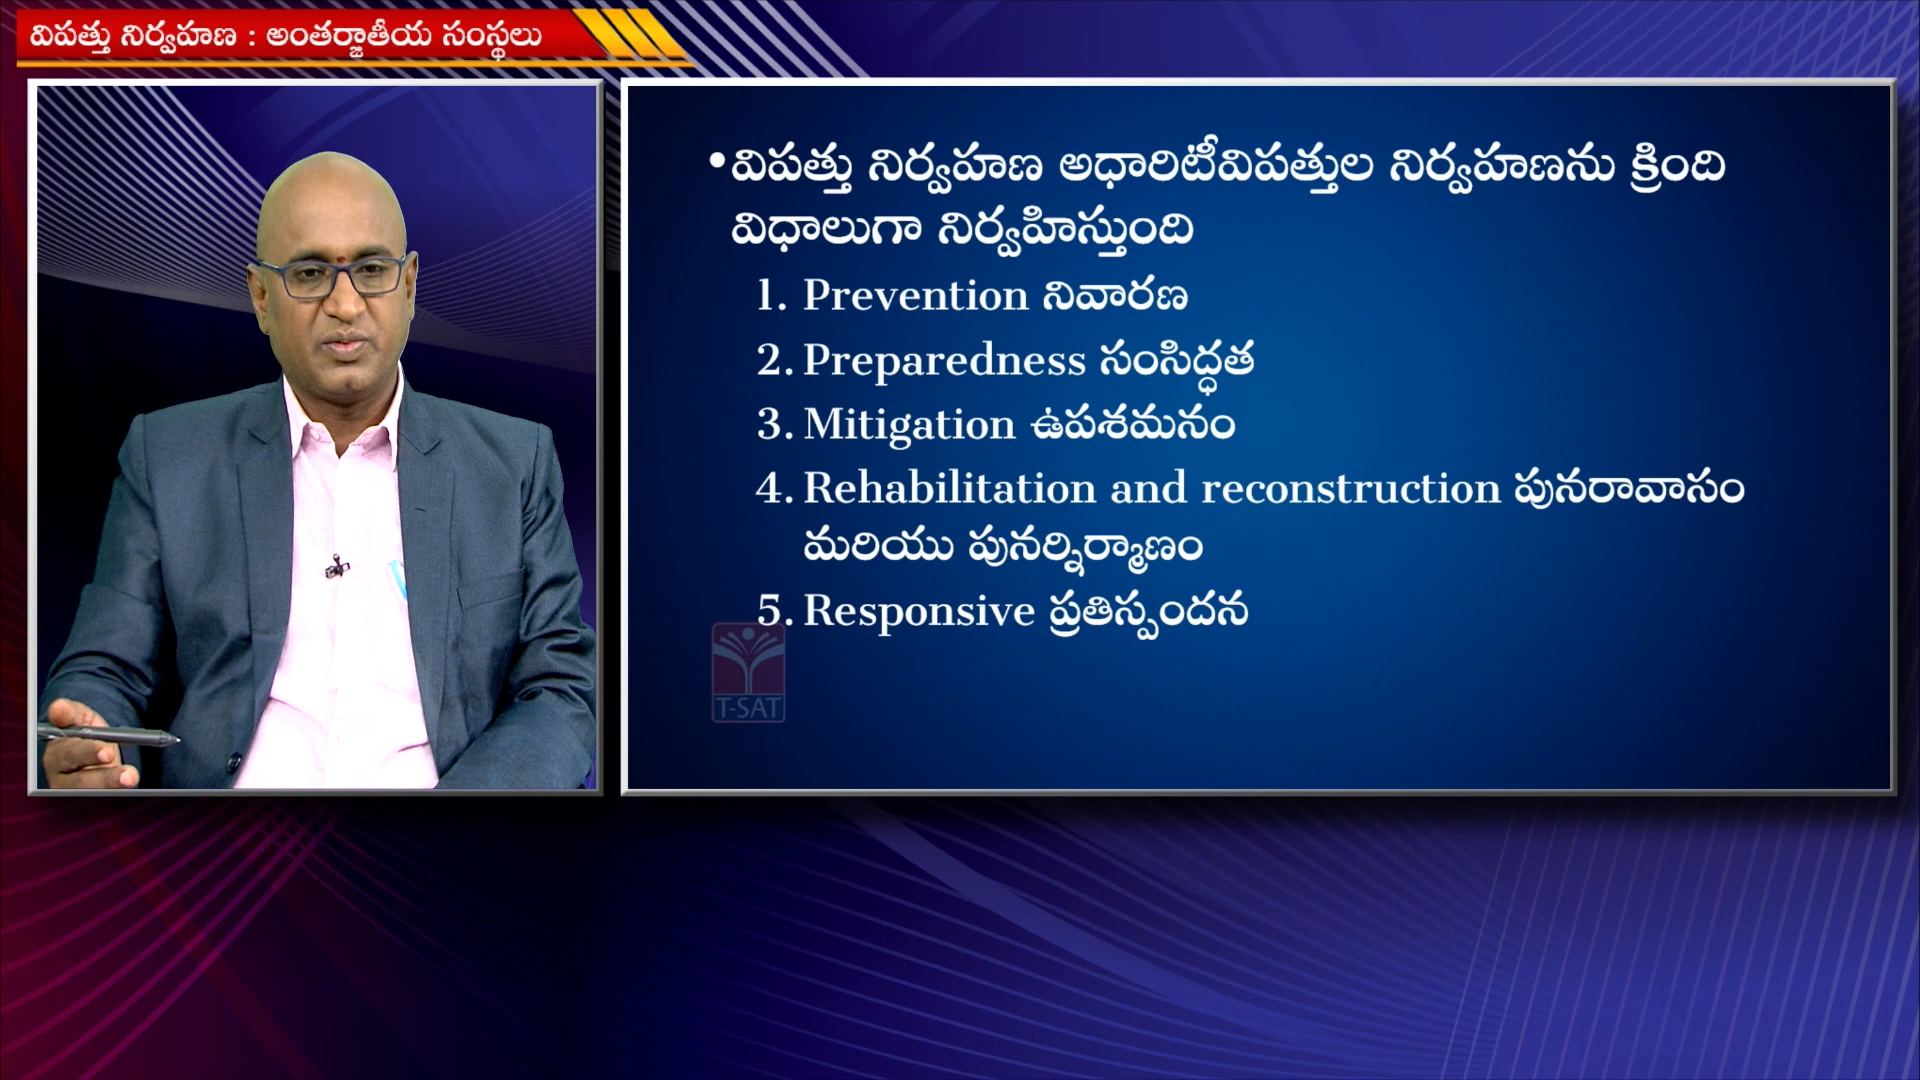 విపత్తు నిర్వహణ : అంతర్జాతీయ సంస్థలు
•విపత్తు నిర్వహణ అధారిటీవిపత్తుల నిర్వహణను క్రింది
విధాలుగా నిర్వహిస్తుంది
1. Prevention నివారణ
2. Preparedness సంసిద్ధత
3. Mitigation ఉపశమనం
4. Rehabilitation and reconstruction పునరావాసం
మరియు పునర్నిర్మాణం
5. Responsive ప్రతిస్పందన
T-SAT